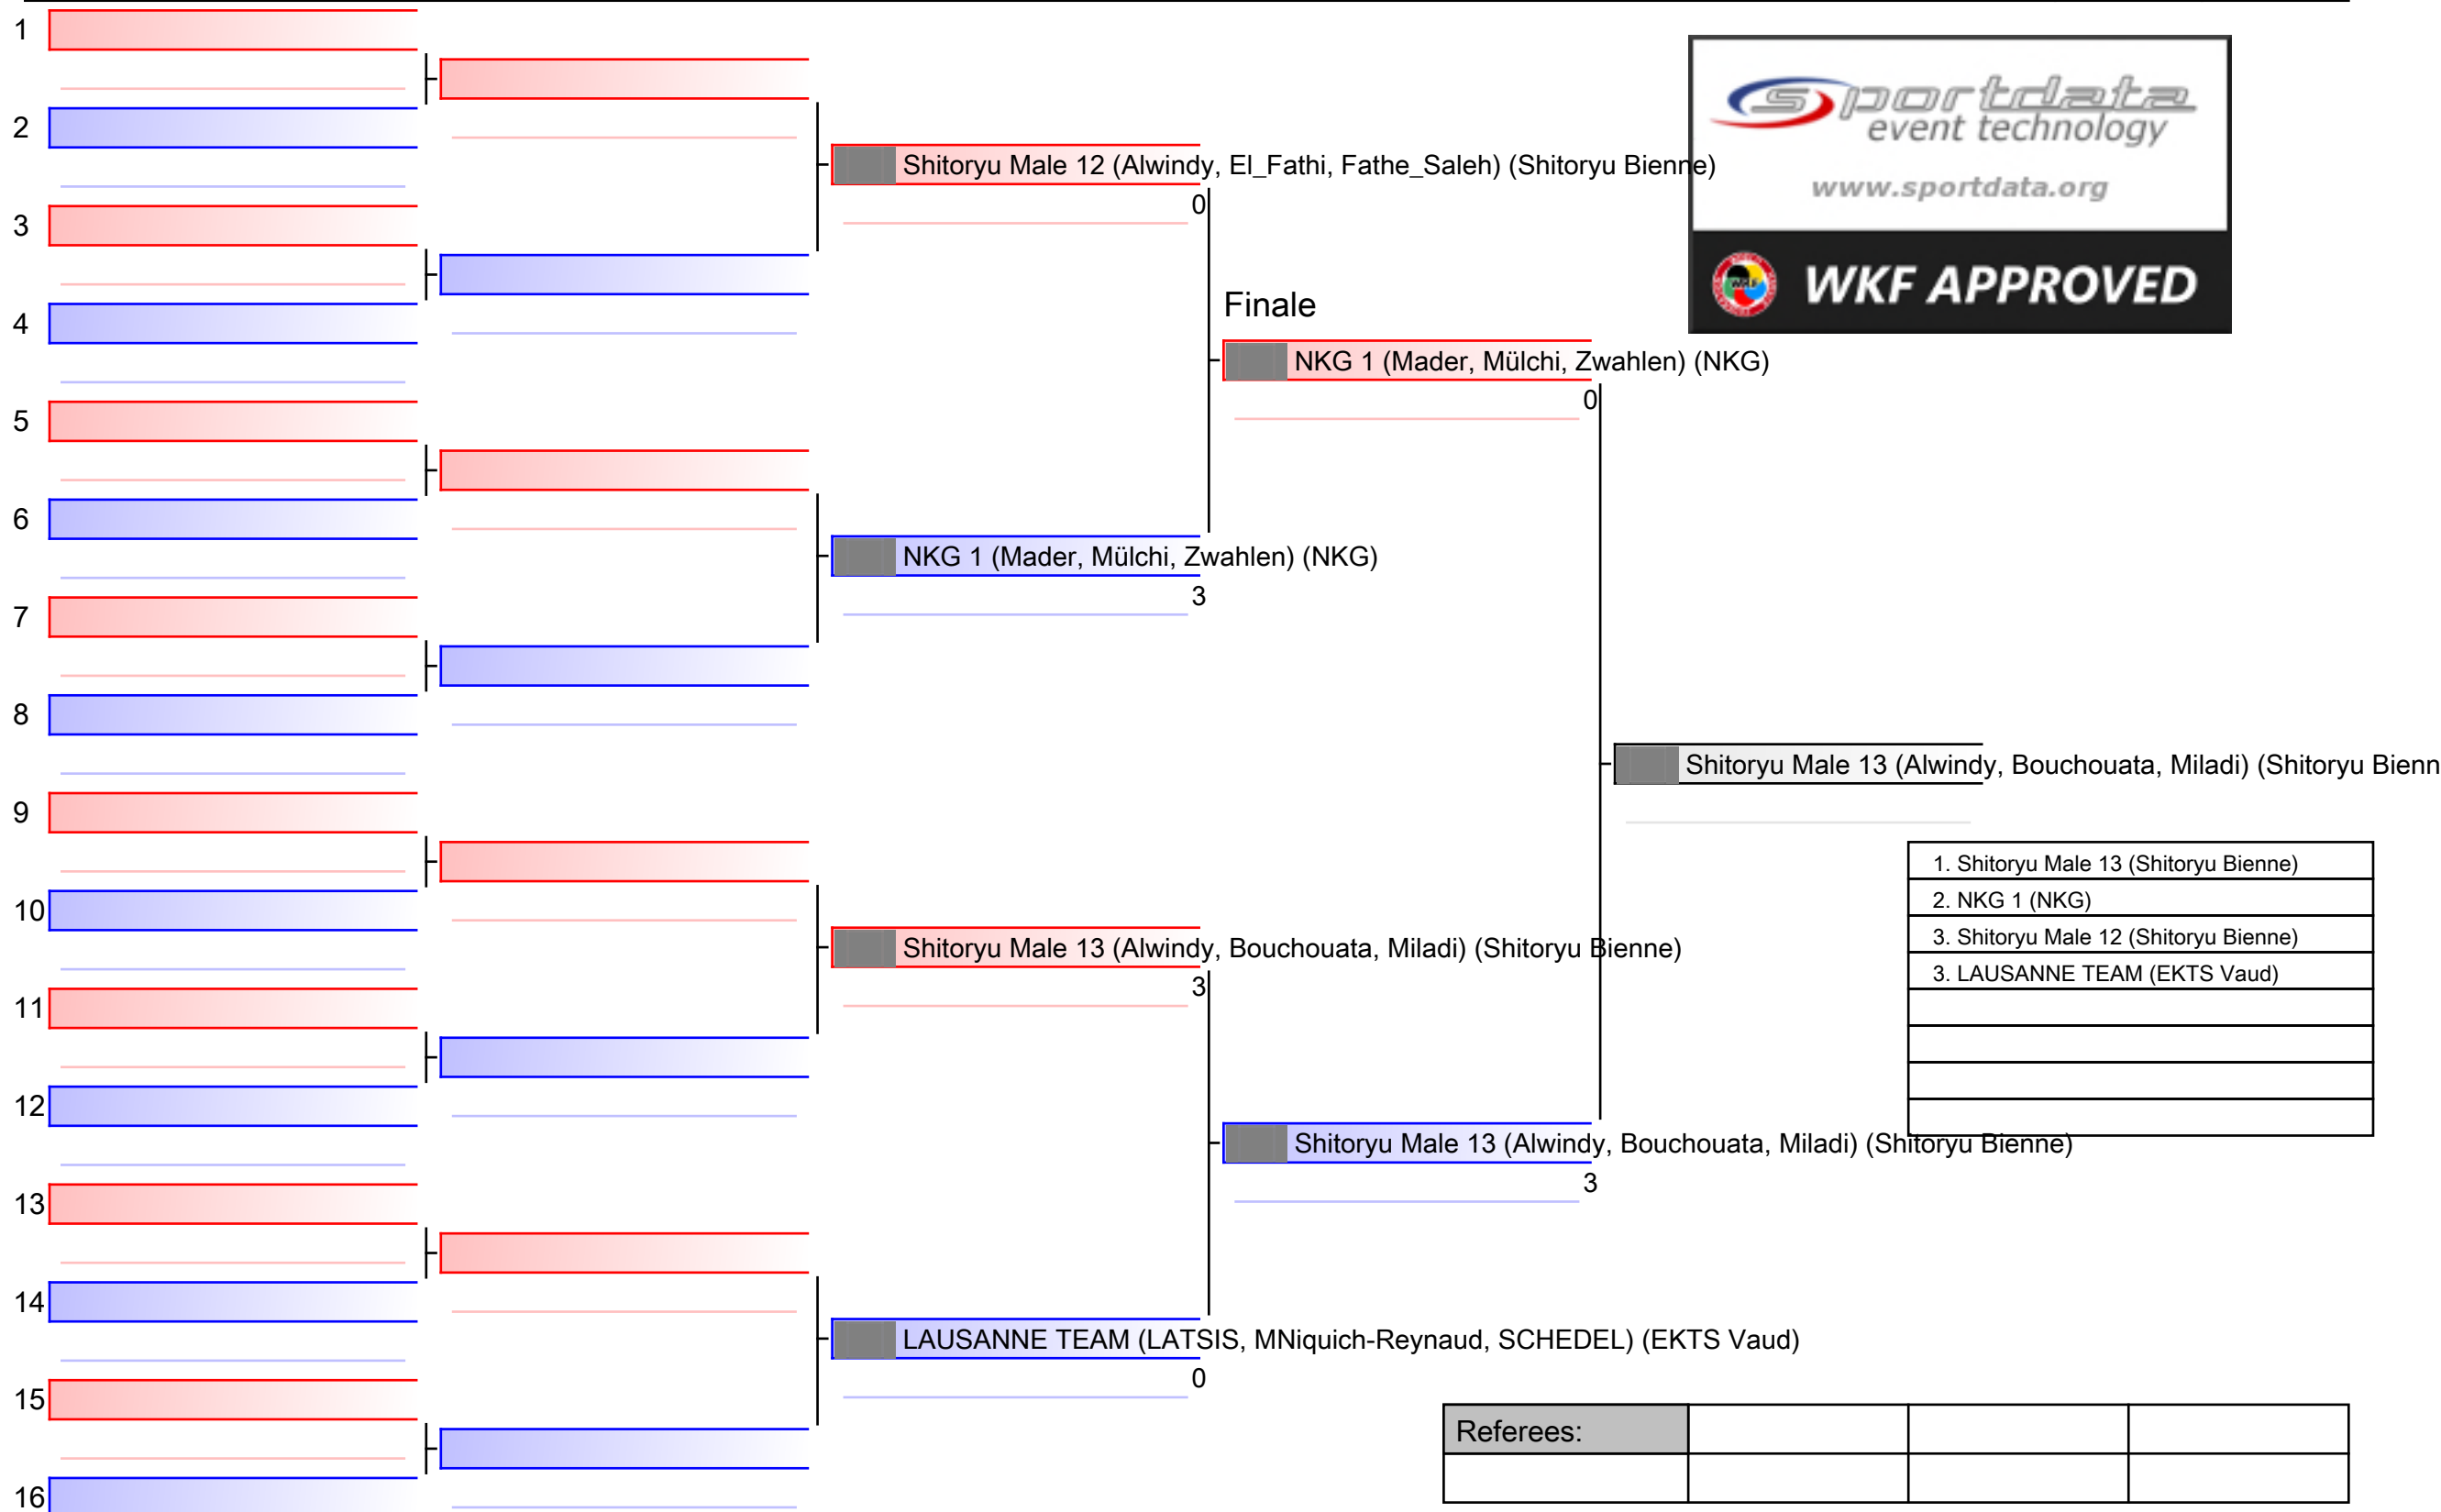 1
2
3
4
5
6
7
8
9
10
11
12
13
14
15
16
Shitoryu Male 12 (Alwindy, El_Fathi, Fathe_Saleh) (Shitoryu Bienne)
0
NKG 1 (Mader, Mülchi, Zwahlen) (NKG)
3
Shitoryu Male 13 (Alwindy, Bouchouata, Miladi) (Shitoryu Bienne)
3
LAUSANNE TEAM (LATSIS, MNiquich-Reynaud, SCHEDEL) (EKTS Vaud)
0
Finale
NKG 1 (Mader, Mülchi, Zwahlen) (NKG)
0
Shitoryu Male 13 (Alwindy, Bouchouata, Miladi) (Shitoryu Bienne)
3
Shitoryu Male 13 (Alwindy, Bouchouata, Miladi) (Shitoryu Bienn
sportdata
event technology
www.sportdata.org
WKF
WKF APPROVED
1. Shitoryu Male 13 (Shitoryu Bienne)
2. NKG 1 (NKG)
3. Shitoryu Male 12 (Shitoryu Bienne)
3. LAUSANNE TEAM (EKTS Vaud)
Referees: